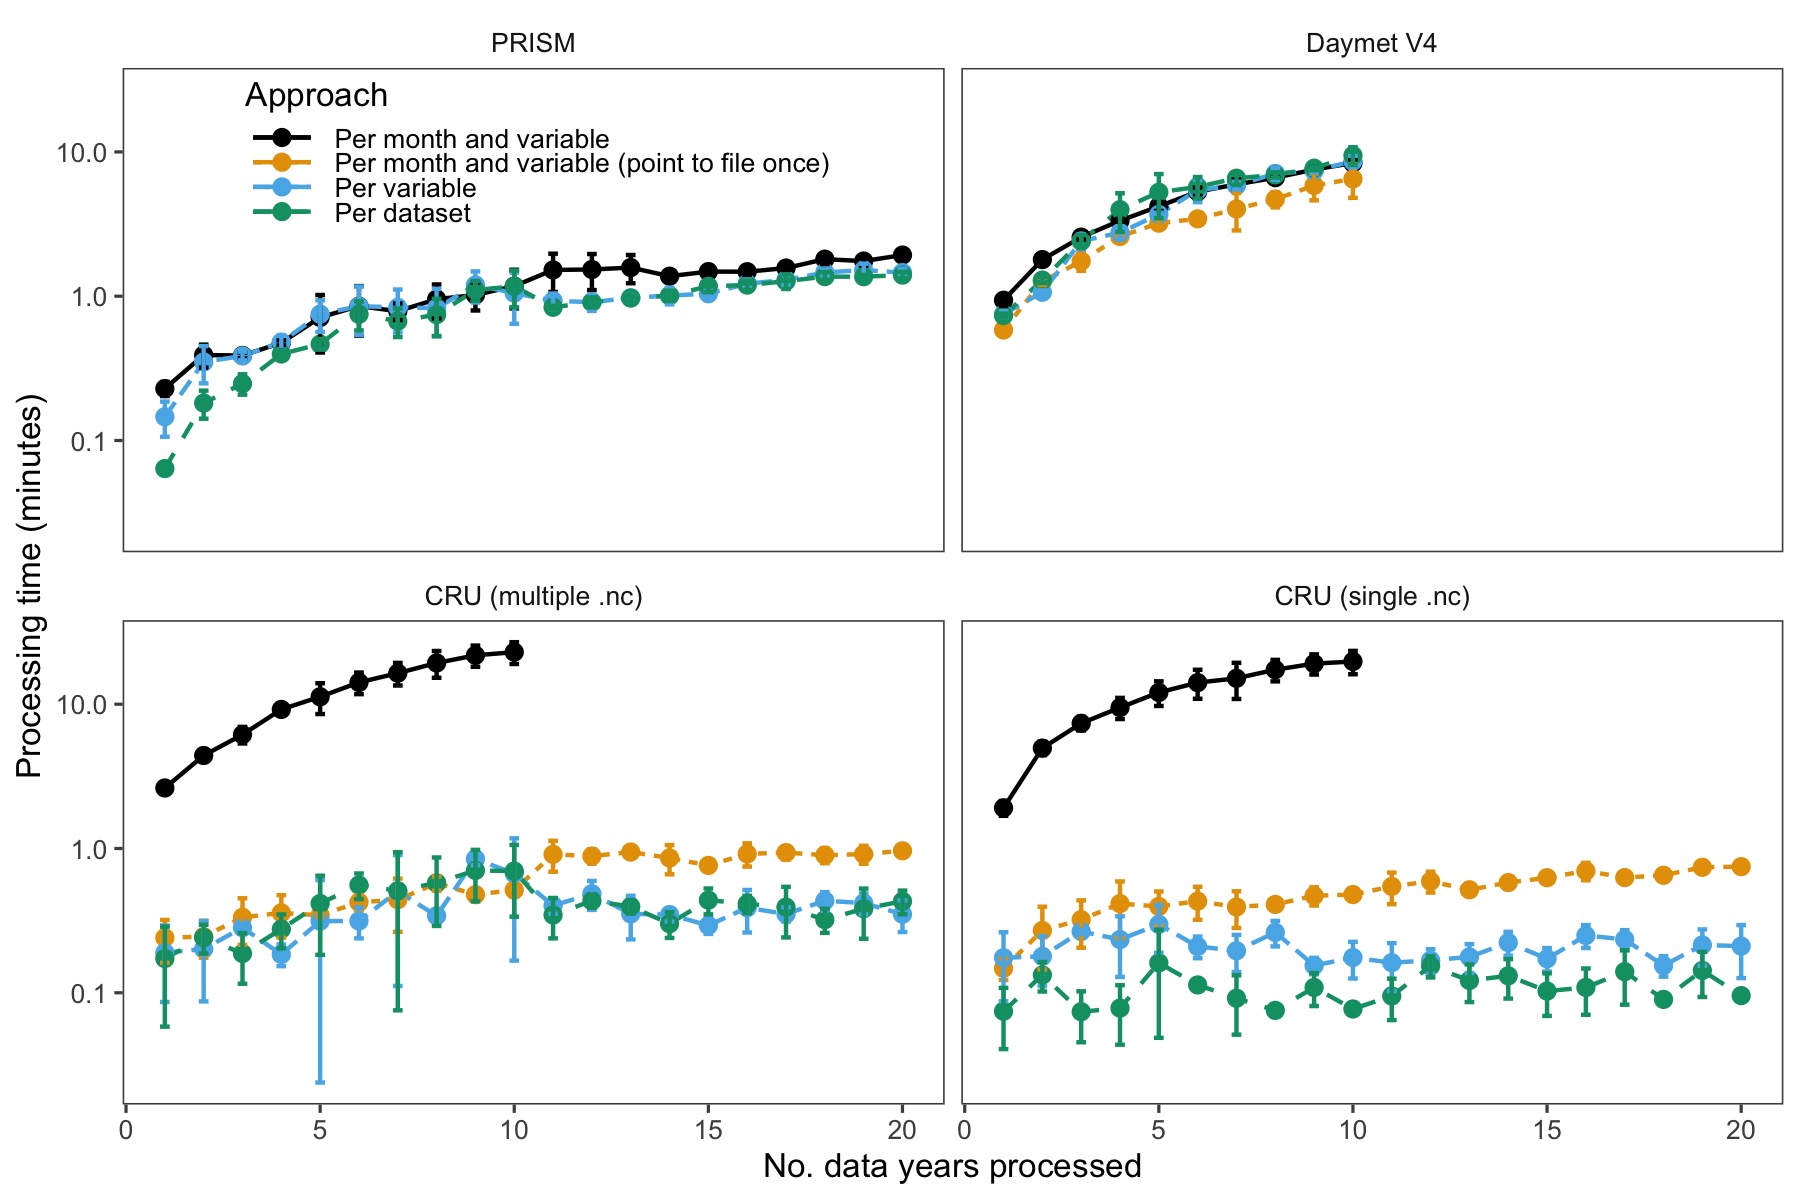 PRISM
Daymet V4
Approach
Per month and variable
Per month and variable (point to file once)
Per variable
Per dataset
10.0
1.0
0.1
Processing time (minutes)
CRU (multiple .nc)
CRU (single .nc)
10.0
1.0
0.1
0 5 10 15 20
0 5 10 15 20
No. data years processed